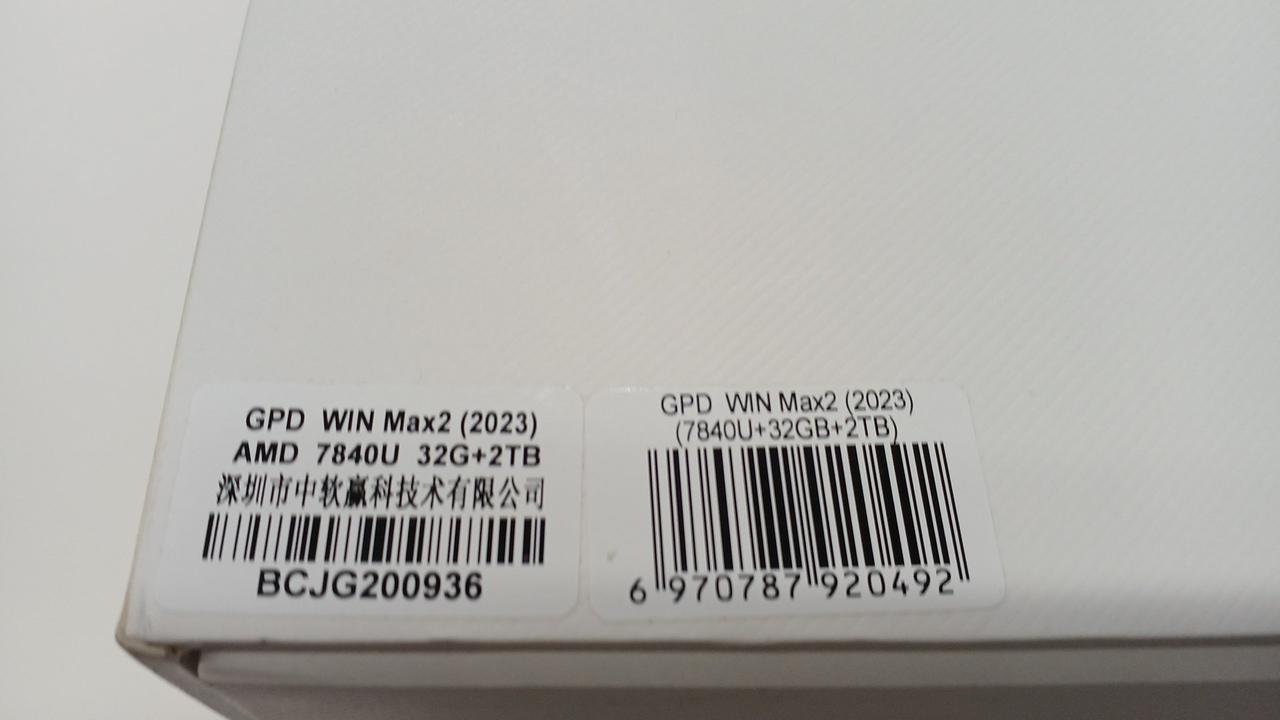 GPD WIN Max2 (2023)
AMD 7840U 32G+2TB
深圳市中软赢科技术有限公司
BCJG200936
GPD WIN Max2 (2023)
(7840U+32GB+2TB)
6 970787 920492